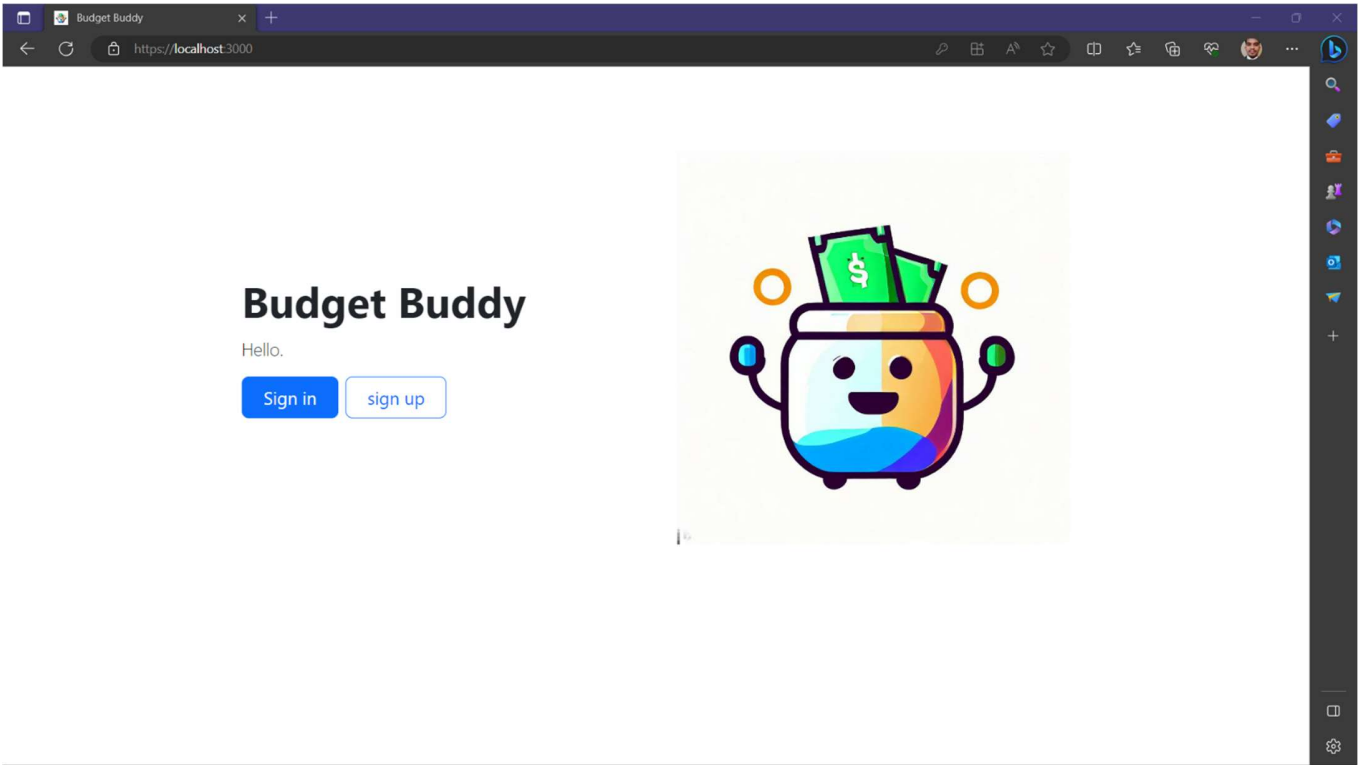 Budget Buddy
https://localhost:3000
Budget Buddy
Hello.
Sign in
sign up
$